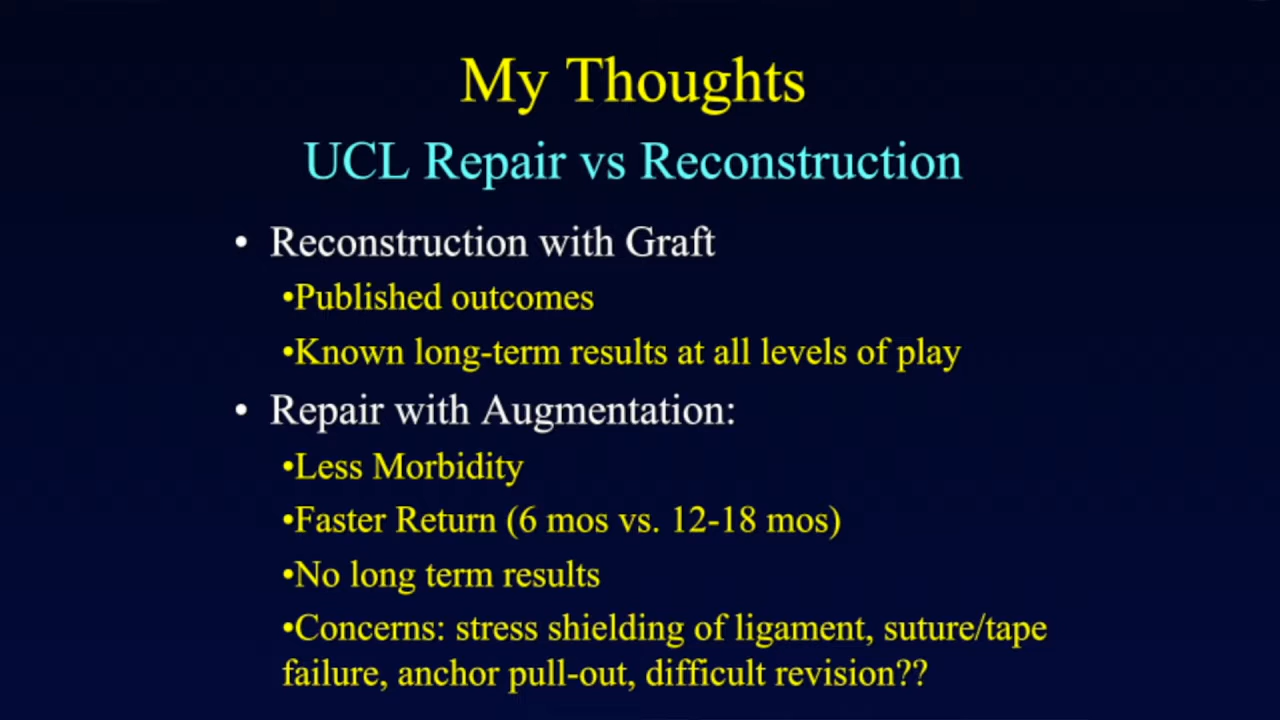 My Thoughts
UCL Repair vs Reconstruction
• Reconstruction with Graft
•Published outcomes
•Known long-term results at all levels of play
• Repair with Augmentation:
•Less Morbidity
•Faster Return (6 mos vs. 12-18 mos)
•No long term results
•Concerns: stress shielding of ligament, suture/tape
failure, anchor pull-out, difficult revision??